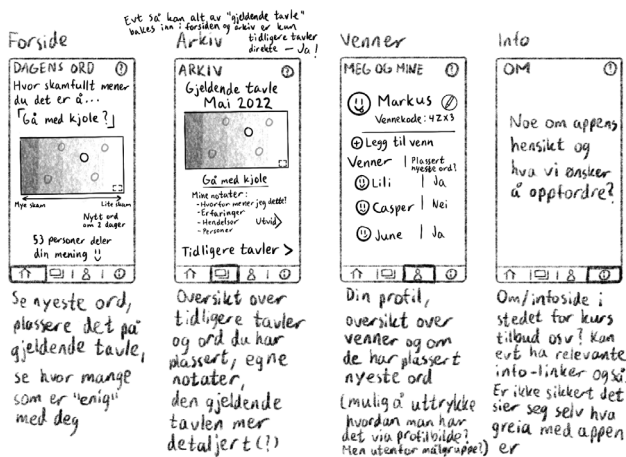 Evt så kan alt av "gjeldende tavle"
bakes inn i forsiden og arkiv er kun
tidligere tavler
direkte — Ja!
Forside
DAGENS ORD ?
Hvor skamfullt mener
du det er å...
"Gå med kjole?"
Mye skam
Lite skam
Nytt ord
om 2 dager
53 personer deler
din mening
Se nyeste ord,
plassere det på
gjeldende tavle,
se hvor mange
som er "enig"
med deg
Arkiv
ARKIV ?
Gjeldende tavle
Mai 2022
Gå med kjole
Mine notater:
- Hvorfor mener jeg dette?
- Erfaringer
- Hendelser
- Personer
Utvid >
Tidligere tavler >
Oversikt over
tidligere tavler
og ord du har
plassert, egne
notater,
den gjeldende
tavlen mer
detaljert (?)
Venner
MEG OG MINE ?
Markus
Vennekode: 4ZX3
+ Legg til venn
Venner
Plassert
nyeste ord?
Lili Ja
Casper Nei
June Ja
Din profil,
oversikt over
venner og om
de har plassert
nyeste ord
(mulig å uttrykke
hvordan man har
det via profilbilde?
Men utenfor målgruppe?)
Info
OM ?
Noe om appens
hensikt og
hva vi ønsker
å oppfordre?
Om/infoside i
stedet for kurs
tilbud osv? Kan
evt ha relevante
info-linker også.
Er ikke sikkert det
sier seg selv hva
greia med appen
er